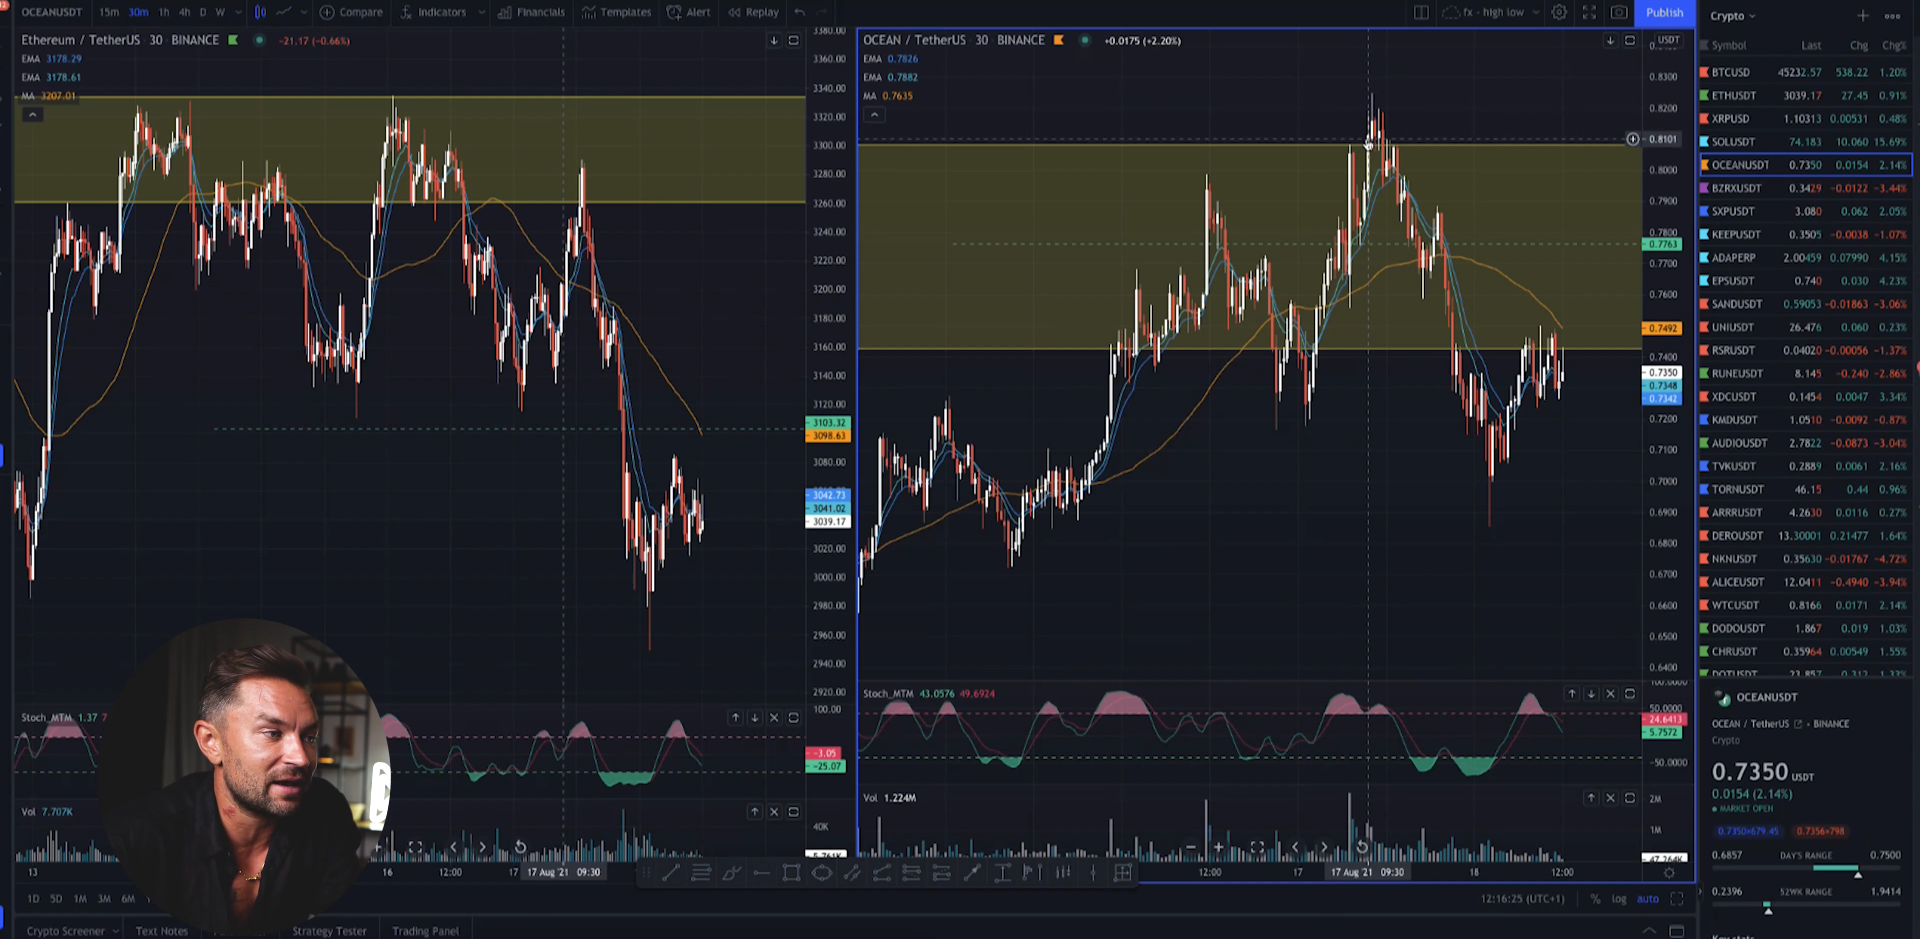 OCEANUSDT 15m 30m 1h 4h D W Compare Indicators Financials Templates Alert Replay fx - high low Publish
Ethereum / TetherUS 30 BINANCE -21.17 (-0.66%)
EMA 3178.29
EMA 3178.61
MA 3207.01
3380.00
3360.00
3340.00
3320.00
3300.00
3280.00
3260.00
3240.00
3220.00
3200.00
3180.00
3160.00
3140.00
3120.00
3103.32
3098.63
3080.00
3042.73
3041.02
3039.17
3020.00
3000.00
2980.00
2960.00
2940.00
2920.00
Stoch_MTM 1.37 7
100.00
-3.05
-25.07
Vol 7.707K
40K
13 16 12:00 17 17 Aug '21 09:30
OCEAN / TetherUS 30 BINANCE +0.0175 (+2.20%)
EMA 0.7826
EMA 0.7882
MA 0.7635
USDT
0.8300
0.8200
0.8101
0.8000
0.7900
0.7800
0.7763
0.7700
0.7600
0.7492
0.7400
0.7350
0.7348
0.7342
0.7200
0.7100
0.7000
0.6900
0.6800
0.6700
0.6600
0.6500
0.6400
Stoch_MTM 43.0576 49.6924
50.0000
24.6413
5.7572
-50.0000
Vol 1.224M
2M
1M
47.264K
12:00 17 17 Aug '21 09:30 18 12:00
1D 5D 1M 3M 6M
12:16:25 (UTC+1) % log auto
Crypto Screener Text Notes Strategy Tester Trading Panel
Crypto
Symbol Last Chg Chg%
BTCUSD 45232.57 538.22 1.20%
ETHUSDT 3039.17 27.45 0.91%
XRPUSD 1.10313 0.00531 0.48%
SOLUSDT 74.183 10.060 15.69%
OCEANUSDT 0.7350 0.0154 2.14%
BZRXUSDT 0.3429 -0.0122 -3.44%
SXPUSDT 3.080 0.062 2.05%
KEEPUSDT 0.3505 -0.0038 -1.07%
ADAPERP 2.00459 0.07990 4.15%
EPSUSDT 0.740 0.030 4.23%
SANDUSDT 0.59053 -0.01863 -3.06%
UNIUSDT 26.476 0.060 0.23%
RSRUSDT 0.04020 -0.00056 -1.37%
RUNEUSDT 8.145 -0.240 -2.86%
XDCUSDT 0.1454 0.0047 3.34%
KMDUSDT 1.0510 -0.0092 -0.87%
AUDIOUSDT 2.7822 -0.0873 -3.04%
TVKUSDT 0.2889 0.0061 2.16%
TORNUSDT 46.15 0.44 0.96%
ARRRUSDT 4.2630 0.0116 0.27%
DEROUSDT 13.30001 0.21477 1.64%
NKNUSDT 0.35630 -0.01767 -4.72%
ALICEUSDT 12.0411 -0.4940 -3.94%
WTCUSDT 0.8166 0.0171 2.14%
DODOUSDT 1.867 0.019 1.03%
CHRUSDT 0.35964 0.00549 1.55%
DOTUSDT 23.857 0.312 1.33%
OCEANUSDT
OCEAN / TetherUS • BINANCE
Crypto
0.7350 USDT
0.0154 (2.14%)
MARKET OPEN
0.7350×679.45 0.7356×798
0.6857 DAY'S RANGE 0.7500
0.2396 52WK RANGE 1.9414